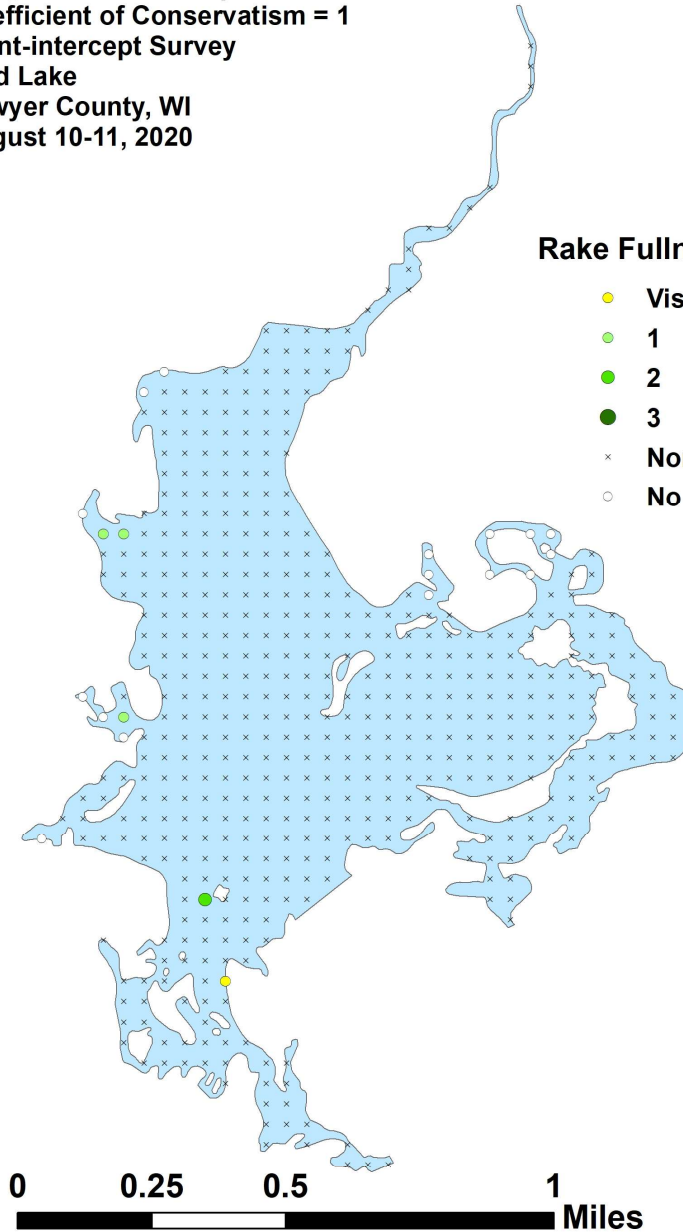 efficient of Conservatism = 1
nt-intercept Survey
d Lake
yer County, WI
gust 10-11, 2020
Rake Fulln
Vis
1
2
3
No
No
0 0.25 0.5 1
Miles